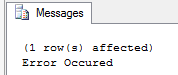 Messages
(1 row(s) affected)
Error Occured